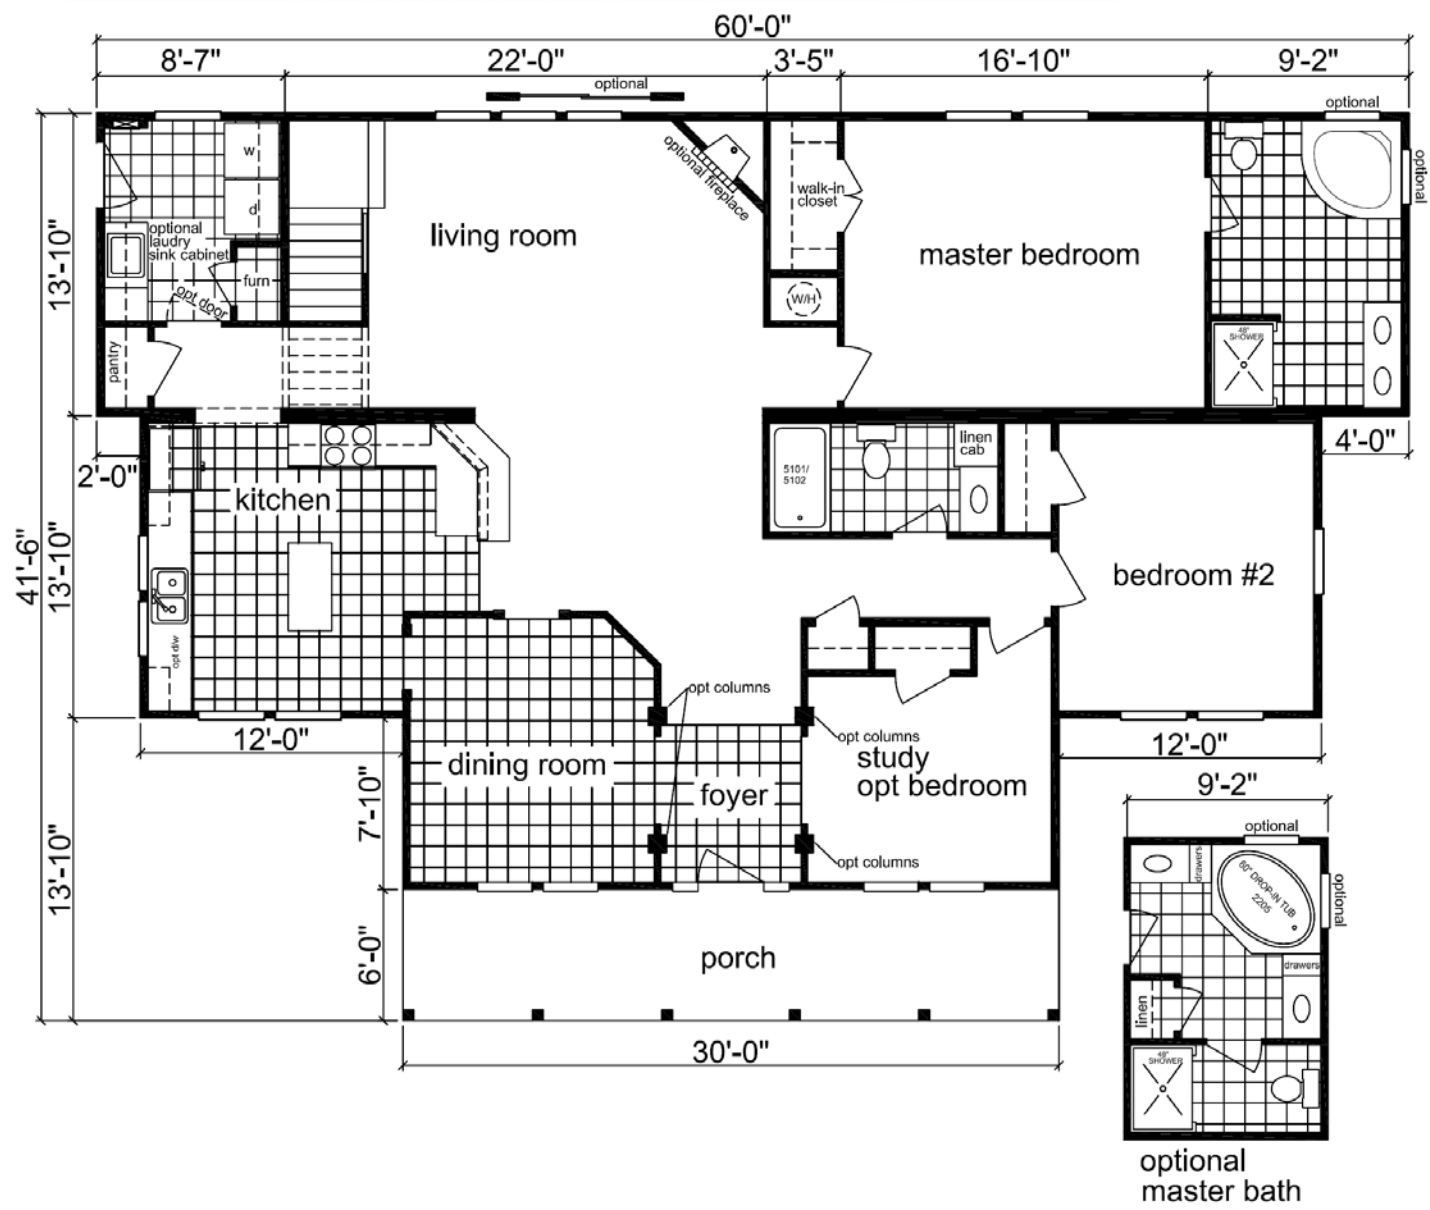 60'-0"
8'-7"
22'-0"
3'-5"
16'-10"
9'-2"
optional
optional
optional
w
d
optional
laudry
sink cabinet
furn
opt door
pantry
living room
optional fireplace
walk-in
closet
W/H
master bedroom
48"
SHOWER
13'-10"
2'-0"
4'-0"
kitchen
opt d/w
5101/
5102
linen
cab
bedroom #2
41'-6"
13'-10"
opt columns
opt columns
dining room
foyer
study
opt bedroom
opt columns
12'-0"
12'-0"
7'-10"
13'-10"
6'-0"
porch
30'-0"
9'-2"
optional
optional
drawers
60" DROP-IN TUB
2205
drawers
linen
48"
SHOWER
optional
master bath